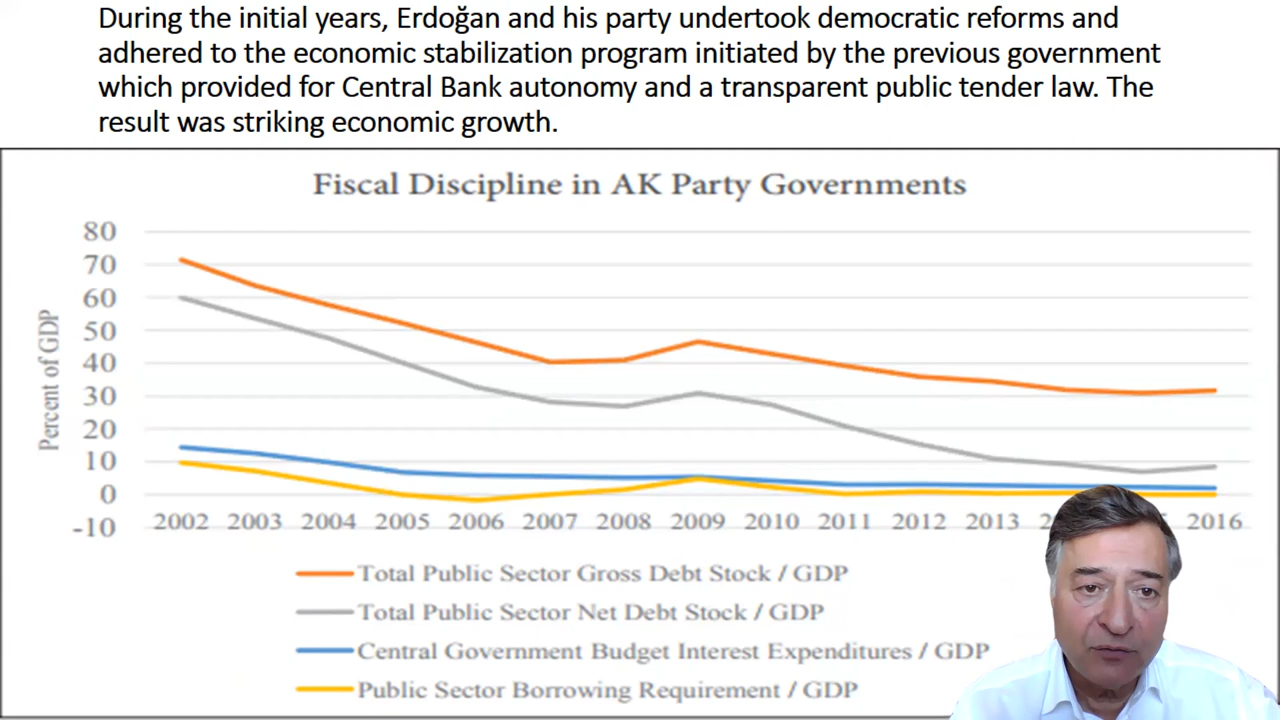 During the initial years, Erdoğan and his party undertook democratic reforms and
adhered to the economic stabilization program initiated by the previous government
which provided for Central Bank autonomy and a transparent public tender law. The
result was striking economic growth.
Fiscal Discipline in AK Party Governments
Percent of GDP
80
70
60
50
40
30
20
10
0
-10
2002 2003 2004 2005 2006 2007 2008 2009 2010 2011 2012 2013 2016
Total Public Sector Gross Debt Stock / GDP
Total Public Sector Net Debt Stock / GDP
Central Government Budget Interest Expenditures / GDP
Public Sector Borrowing Requirement / GDP